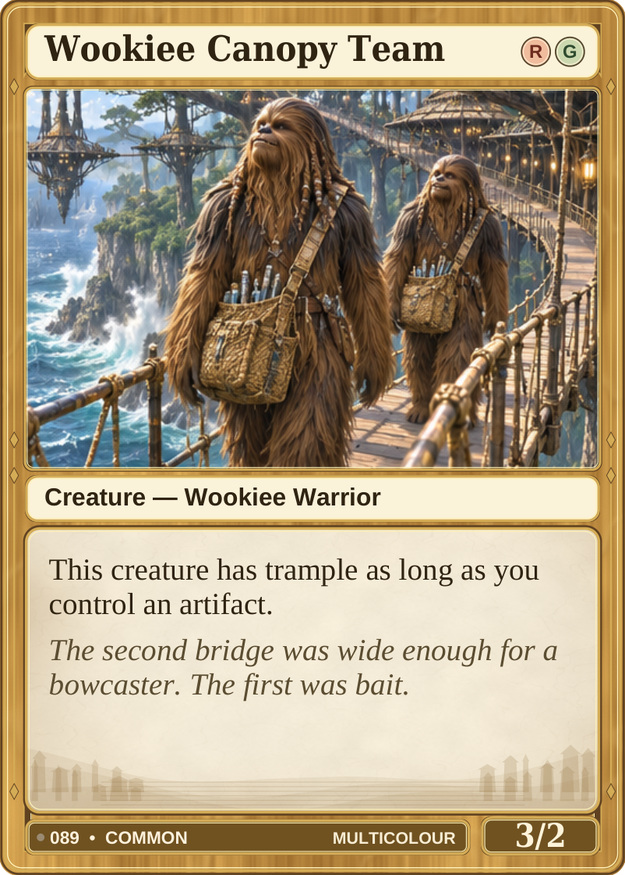 Wookiee Canopy Team R G
Creature — Wookiee Warrior
This creature has trample as long as you
control an artifact.
The second bridge was wide enough for a
bowcaster. The first was bait.
089 • COMMON MULTICOLOUR 3/2